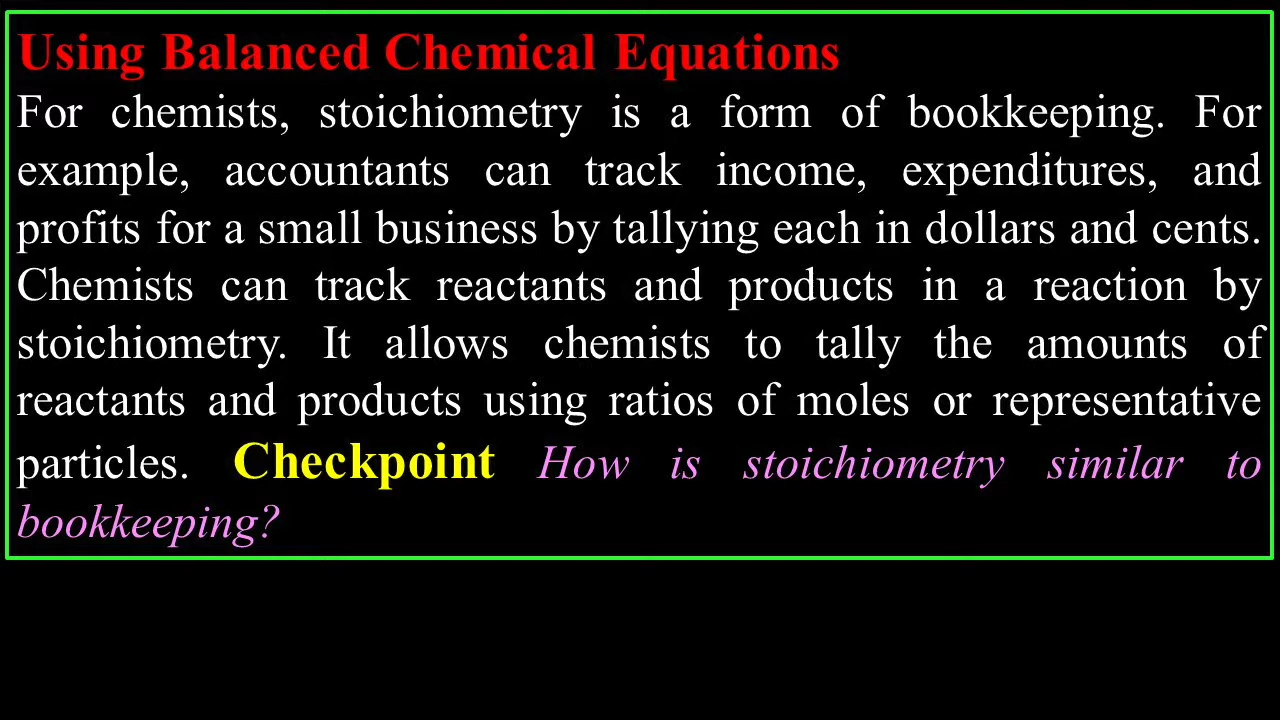 Using Balanced Chemical Equations
For chemists, stoichiometry is a form of bookkeeping. For
example, accountants can track income, expenditures, and
profits for a small business by tallying each in dollars and cents.
Chemists can track reactants and products in a reaction by
stoichiometry. It allows chemists to tally the amounts of
reactants and products using ratios of moles or representative
particles. Checkpoint How is stoichiometry similar to
bookkeeping?